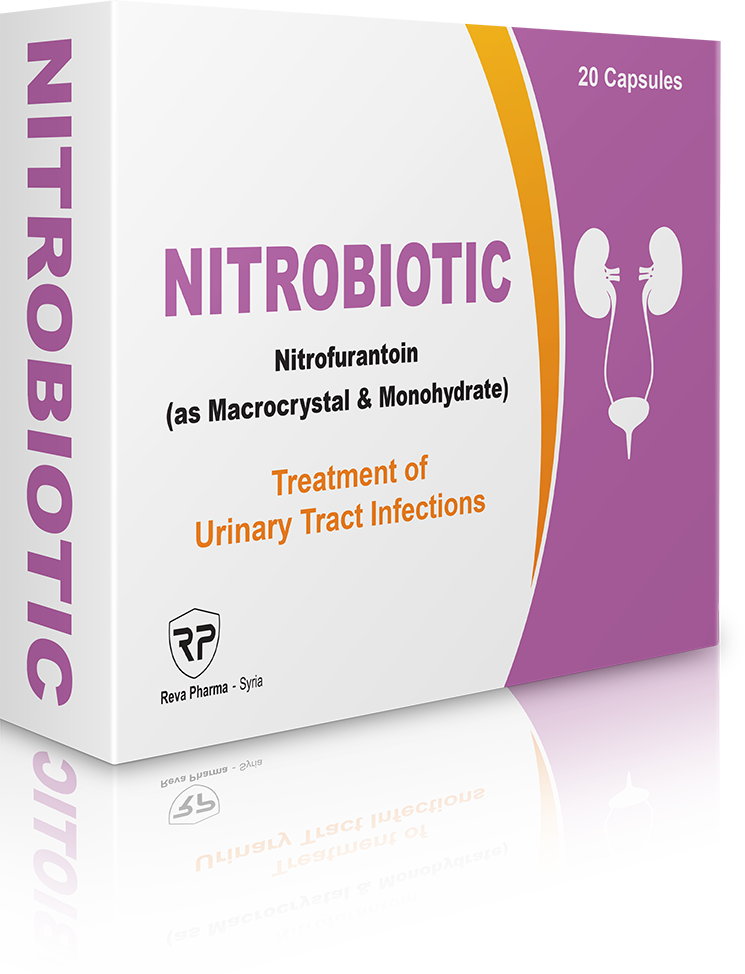 NITROBIOTIC
20 Capsules
NITROBIOTIC
Nitrofurantoin
(as Macrocrystal & Monohydrate)
Treatment of
Urinary Tract Infections
RP
Reva Pharma - Syria